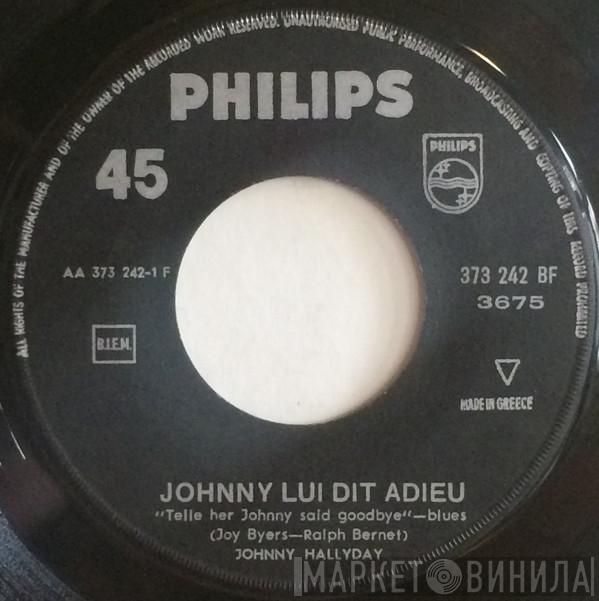 ALL RIGHTS OF THE MANUFACTURER AND OF THE OWNER OF THE RECORDED WORK RESERVED. UNAUTHORISED PUBLIC PERFORMANCE, BROADCASTING AND COPYING OF THIS RECORD PROHIBITED
PHILIPS
45
PHILIPS
AA 373 242-1 F
373 242 BF
3675
B.I.E.M.
MADE IN GREECE
JOHNNY LUI DIT ADIEU
"Telle her Johnny said goodbye"—blues
(Joy Byers—Ralph Bernet)
JOHNNY HALLYDAY
МАРКЕТ ВИНИЛА